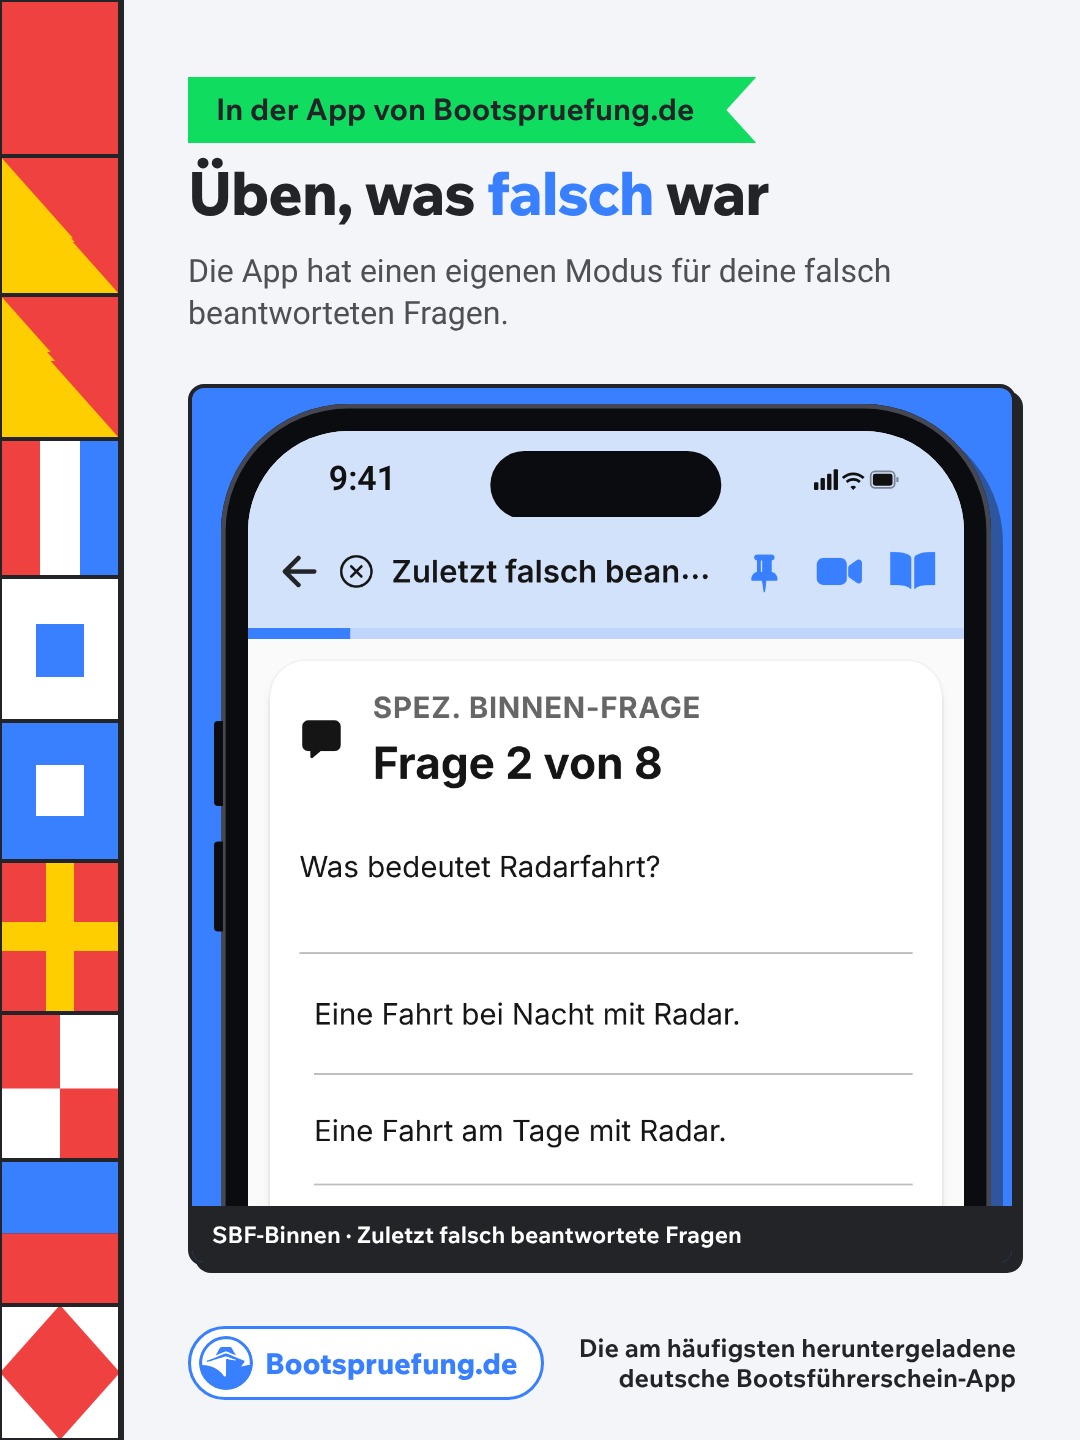 In der App von Bootspruefung.de
Üben, was falsch war
Die App hat einen eigenen Modus für deine falsch
beantworteten Fragen.
9:41
Zuletzt falsch bean...
SPEZ. BINNEN-FRAGE
Frage 2 von 8
Was bedeutet Radarfahrt?
Eine Fahrt bei Nacht mit Radar.
Eine Fahrt am Tage mit Radar.
SBF-Binnen · Zuletzt falsch beantwortete Fragen
Bootspruefung.de
Die am häufigsten heruntergeladene
deutsche Bootsführerschein-App